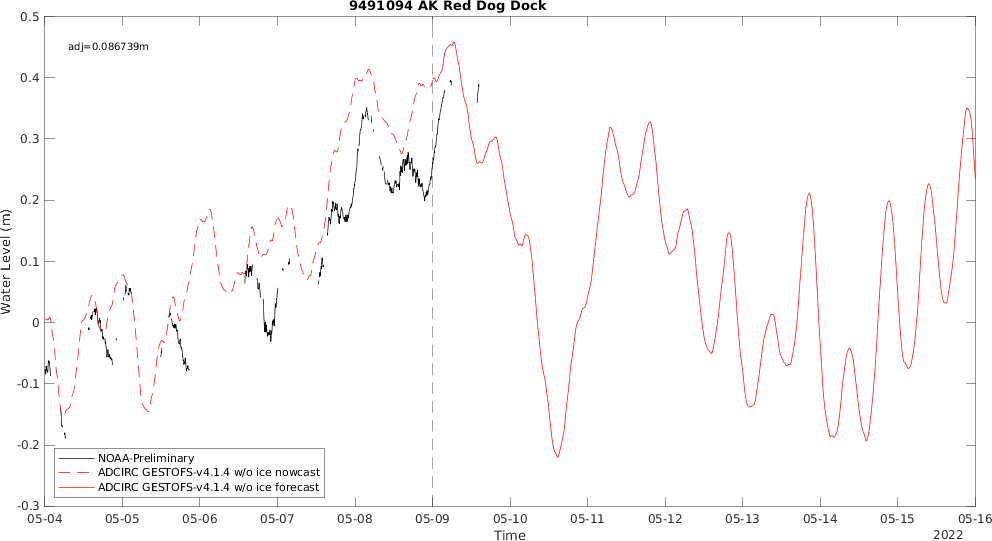 9491094 AK Red Dog Dock
adj=0.086739m
0.5
0.4
0.3
0.2
0.1
0
-0.1
-0.2
-0.3
Water Level (m)
NOAA-Preliminary
ADCIRC GESTOFS-v4.1.4 w/o ice nowcast
ADCIRC GESTOFS-v4.1.4 w/o ice forecast
05-04 05-05 05-06 05-07 05-08 05-09 05-10 05-11 05-12 05-13 05-14 05-15 05-16
Time
2022